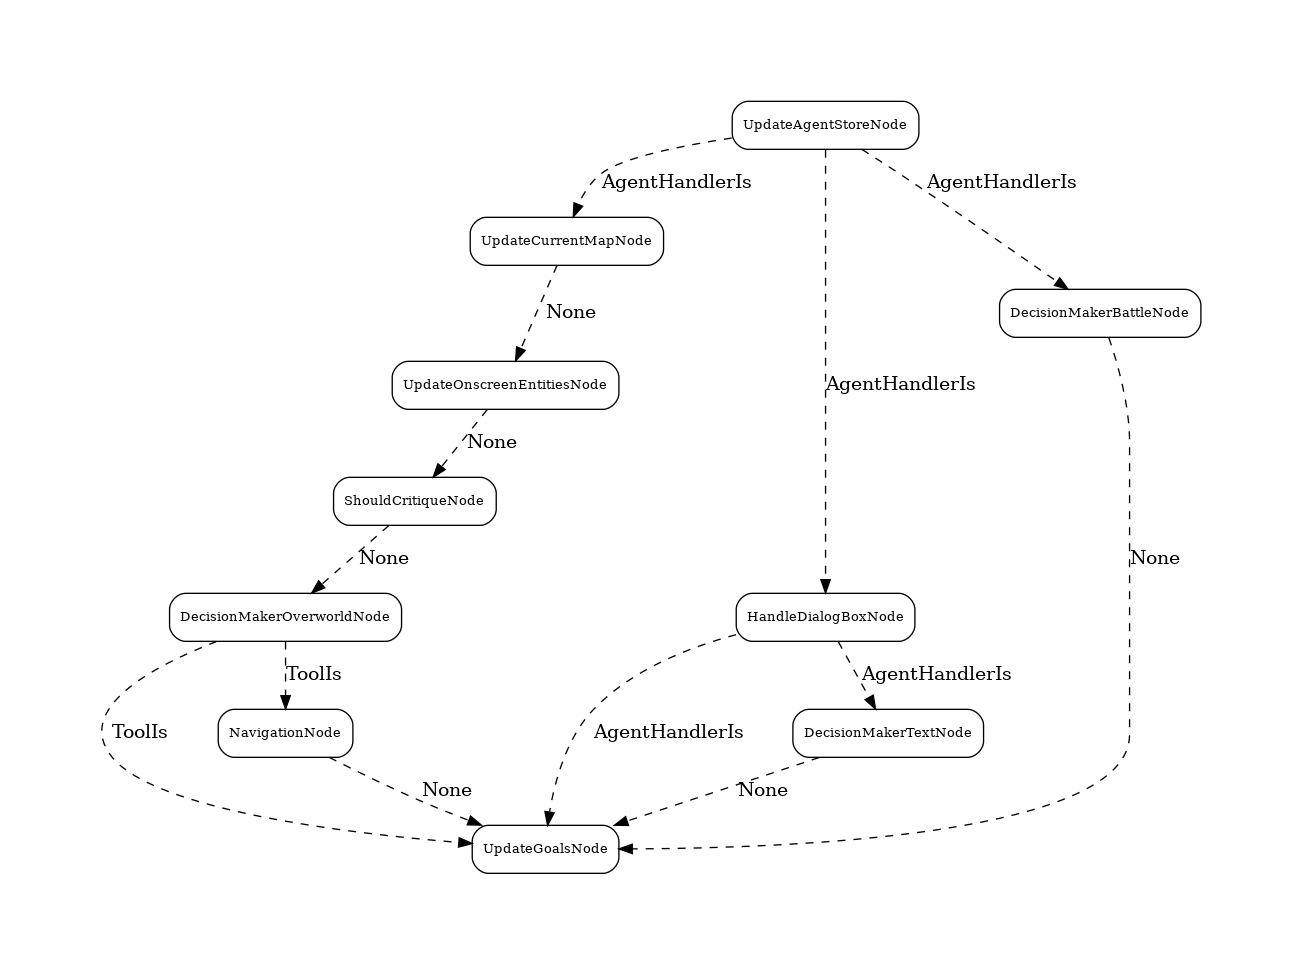 UpdateAgentStoreNode
AgentHandlerIs
AgentHandlerIs
UpdateCurrentMapNode
None
DecisionMakerBattleNode
UpdateOnscreenEntitiesNode
AgentHandlerIs
None
ShouldCritiqueNode
None
None
DecisionMakerOverworldNode
HandleDialogBoxNode
ToolIs
AgentHandlerIs
ToolIs
NavigationNode
AgentHandlerIs
DecisionMakerTextNode
None
None
UpdateGoalsNode